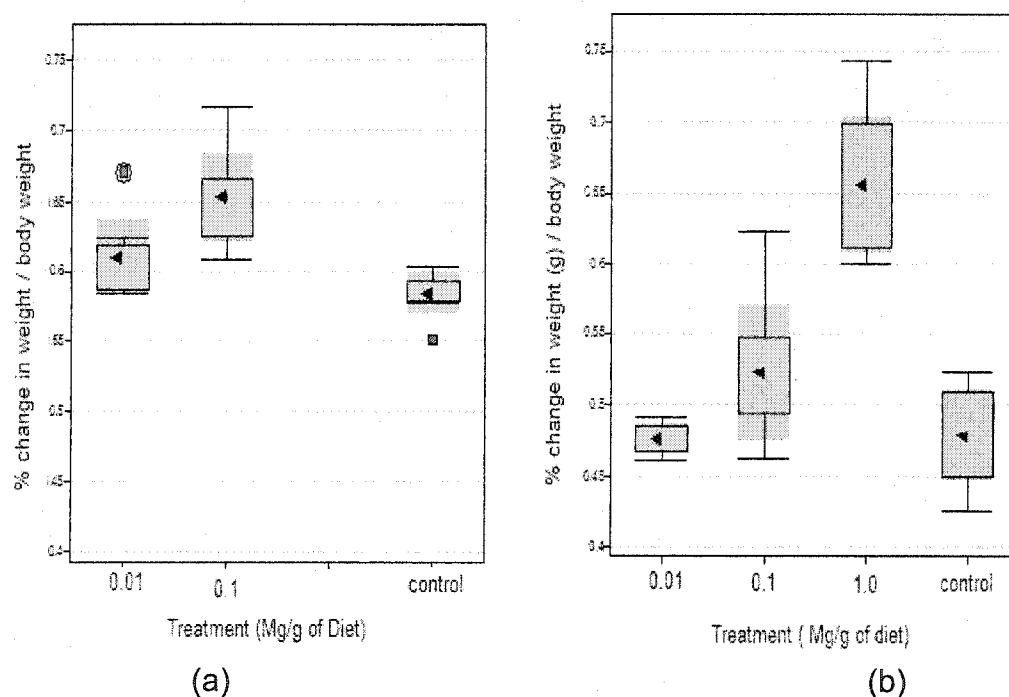 % change in weight / body weight
0.75
0.7
0.65
0.6
0.55
0.5
0.45
0.4
0.01 0.1 control
Treatment (Mg/g of Diet)
(a)
% change in weight (g) / body weight
0.75
0.7
0.65
0.6
0.55
0.5
0.45
0.4
0.01 0.1 1.0 control
Treatment ( Mg/g of diet)
(b)